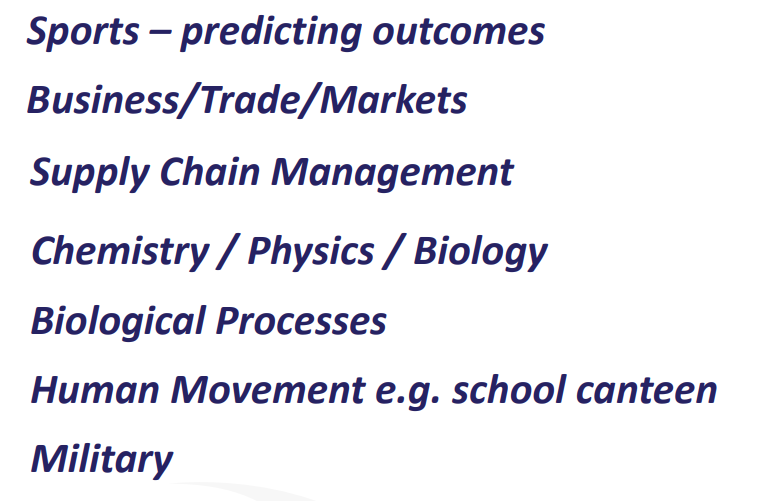 Sports – predicting outcomes
Business/Trade/Markets
Supply Chain Management
Chemistry / Physics / Biology
Biological Processes
Human Movement e.g. school canteen
Military